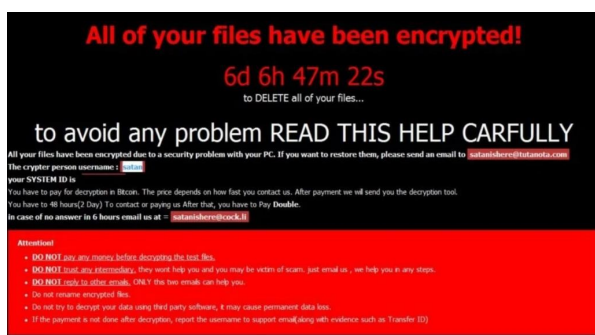 All of your files have been encrypted!
6d 6h 47m 22s
to DELETE all of your files...
to avoid any problem READ THIS HELP CARFULLY
All your files have been encrypted due to a security problem with your PC. If you want to restore them, please send an email to satanishere@tutanota.com
The crypter person username : satan
your SYSTEM ID is
You have to pay for decryption in Bitcoin. The price depends on how fast you contact us. After payment we will send you the decryption tool.
You have to 48 hours(2 Day) To contact or paying us After that, you have to Pay Double.
in case of no answer in 6 hours email us at = satanishere@cock.li
Attention!
DO NOT pay any money before decrypting the test files.
DO NOT trust any intermediary, they wont help you and you may be victim of scam. just email us , we help you in any steps.
DO NOT reply to other emails. ONLY this two emails can help you.
Do not rename encrypted files.
Do not try to decrypt your data using third party software, it may cause permanent data loss.
If the payment is not done after decryption, report the username to support email(along with evidence such as Transfer ID)